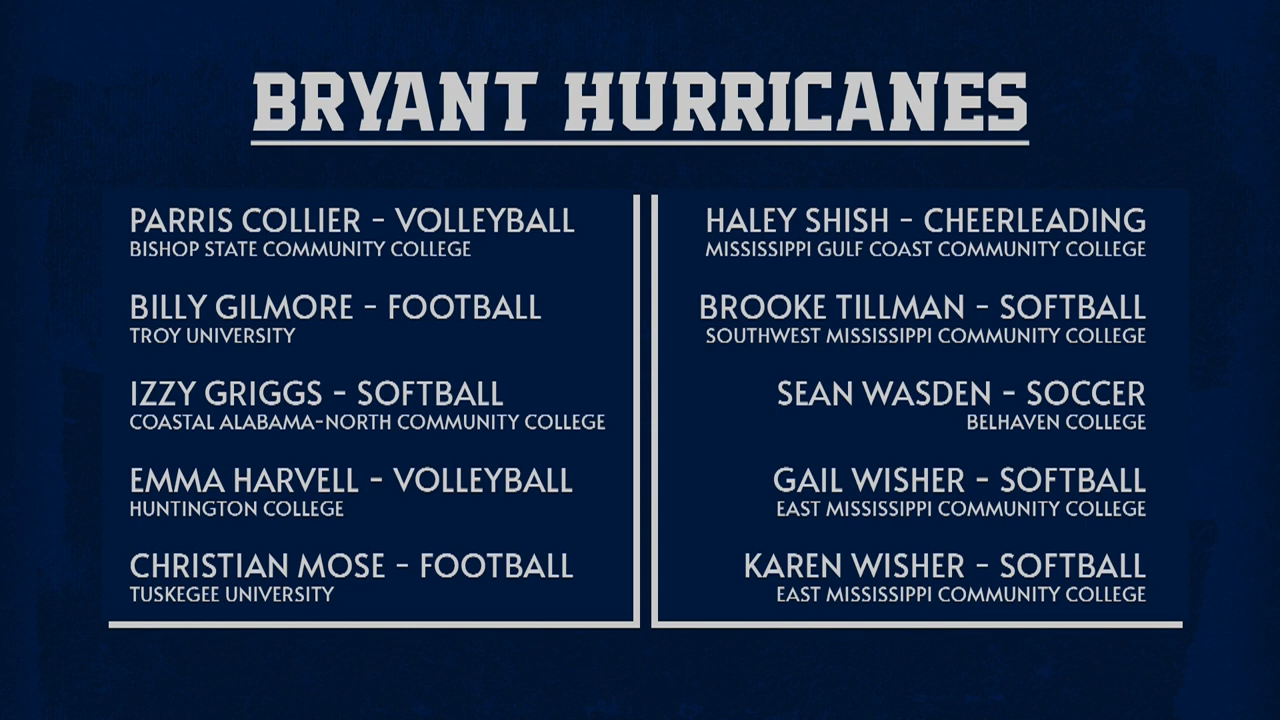 BRYANT HURRICANES
PARRIS COLLIER - VOLLEYBALL
BISHOP STATE COMMUNITY COLLEGE
BILLY GILMORE - FOOTBALL
TROY UNIVERSITY
IZZY GRIGGS - SOFTBALL
COASTAL ALABAMA-NORTH COMMUNITY COLLEGE
EMMA HARVELL - VOLLEYBALL
HUNTINGTON COLLEGE
CHRISTIAN MOSE - FOOTBALL
TUSKEGEE UNIVERSITY
HALEY SHISH - CHEERLEADING
MISSISSIPPI GULF COAST COMMUNITY COLLEGE
BROOKE TILLMAN - SOFTBALL
SOUTHWEST MISSISSIPPI COMMUNITY COLLEGE
SEAN WASDEN - SOCCER
BELHAVEN COLLEGE
GAIL WISHER - SOFTBALL
EAST MISSISSIPPI COMMUNITY COLLEGE
KAREN WISHER - SOFTBALL
EAST MISSISSIPPI COMMUNITY COLLEGE